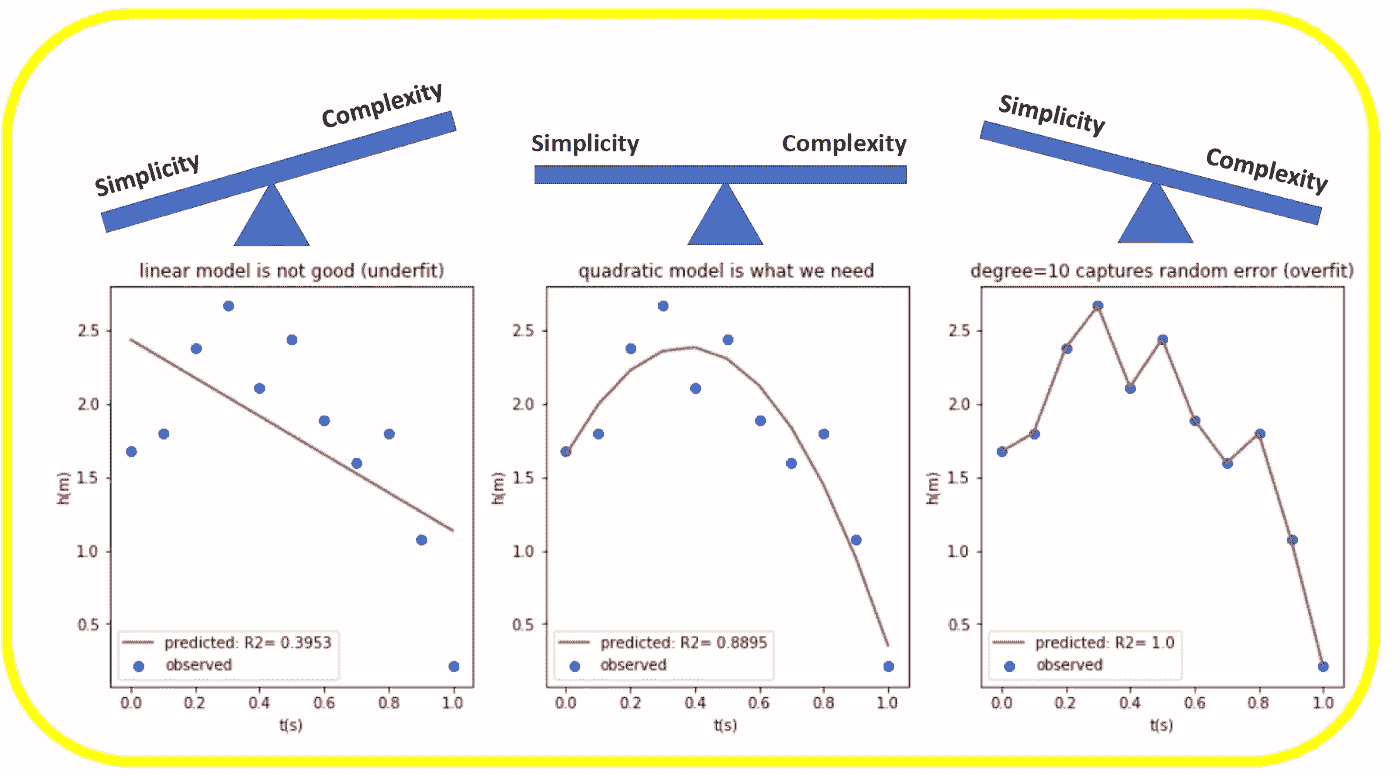 Simplicity
Complexity
Simplicity
Complexity
Simplicity
Complexity
linear model is not good (underfit)
h(m)
2.5
2.0
1.5
1.0
0.5
predicted: R2= 0.3953
observed
0.0 0.2 0.4 0.6 0.8 1.0
t(s)
quadratic model is what we need
h(m)
2.5
2.0
1.5
1.0
0.5
predicted: R2= 0.8895
observed
0.0 0.2 0.4 0.6 0.8 1.0
t(s)
degree=10 captures random error (overfit)
h(m)
2.5
2.0
1.5
1.0
0.5
predicted: R2= 1.0
observed
0.0 0.2 0.4 0.6 0.8 1.0
t(s)